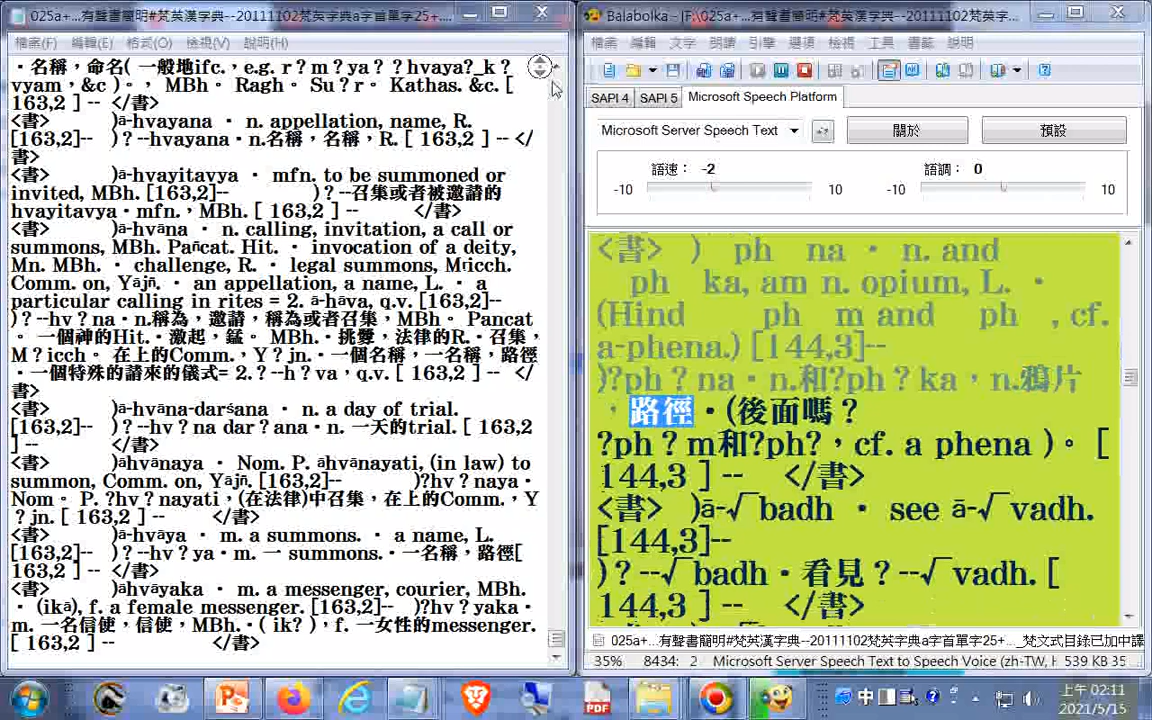 025a+...有聲書簡明#梵英漢字典--20111102梵英字典a字首單字25+...
檔案(F) 編輯(E) 格式(O) 檢視(V) 說明(H)
・名稱，命名( 一般地ifc.，e.g. r？m？ya？？hvaya?_k？
vyam，&c )。， MBh。 Ragh。 Su？r。 Kathas. &c. [
163,2] -- </書>
<書> )ā-hvayana ・ n. appellation, name, R.
[163,2]-- )？--hvayana・n.名稱，名稱，R. [ 163,2 ] -- </
書>
<書> )ā-hvayitavya ・ mfn. to be summoned or
invited, MBh. [163,2]-- )？--召集或者被邀請的
hvayitavya・mfn.，MBh. [ 163,2 ] -- </書>
<書> )ā-hvāna ・ n. calling, invitation, a call or
summons, MBh. Pañcat. Hit. ・ invocation of a deity,
Mn. MBh. ・ challenge, R. ・ legal summons, Mṛicch.
Comm. on, Yājñ. ・ an appellation, a name, L. ・ a
particular calling in rites = 2. ā-hāva, q.v. [163,2]--
)？--hv？na・n.稱為，邀請，稱為或者召集，MBh。 Pancat
。 一個神的Hit.・激起，錳。 MBh.・挑釁，法律的R.・召集，
M？icch。 在上的Comm.，Y？jn.・一個名稱，一名稱，路徑
・一個特殊的請來的儀式= 2.？--h？va，q.v. [ 163,2 ] -- </
書>
<書> )ā-hvāna-darśana ・ n. a day of trial.
[163,2]-- )？--hv？na dar？ana・n. 一天的trial. [ 163,2
] -- </書>
<書> )āhvānaya ・ Nom. P. āhvānayati, (in law) to
summon, Comm. on, Yājñ. [163,2]-- )?hv？naya・
Nom。 P. ?hv？nayati，(在法律)中召集，在上的Comm.，Y
？jn. [ 163,2 ] -- </書>
<書> )ā-hvāya ・ m. a summons. ・ a name, L.
[163,2]-- )？--hv？ya・m. 一 summons.・一名稱，路徑[
163,2 ] -- </書>
<書> )āhvāyaka ・ m. a messenger, courier, MBh.
・ (ikā), f. a female messenger. [163,2]-- )?hv？yaka・
m. 一名信使，信使，MBh.・( ik？)，f. 一女性的messenger.
[ 163,2 ] -- </書>
Balabolka - [F:\025a+...有聲書簡明#梵英漢字典--20111102梵英字...
檔案 編輯 文字 朗讀 引擎 選項 檢視 工具 書籤 說明
SAPI 4 SAPI 5 Microsoft Speech Platform
Microsoft Server Speech Text 關於 預設
語速： -2 語調： 0
-10 10 -10 10
<書> ) ph na ・ n. and
ph ka, am n. opium, L. ・
(Hind ph m and ph , cf.
a-phena.) [144,3]--
)?ph？na・n.和?ph？ka，n.鴉片
，路徑・(後面嗎？
?ph？m和?ph?，cf. a phena )。 [
144,3 ] -- </書>
<書> )ā-√badh ・ see ā-√vadh.
[144,3]--
)？--√badh・看見？--√vadh. [
144,3 ] -- </書>
025a+...有聲書簡明#梵英漢字典--20111102梵英字典a字首單字25+..._梵文式目錄已加中譯
35% 8434: 2 Microsoft Server Speech Text to Speech Voice (zh-TW, H 539 KB 35
中
上午 02:11
2021/5/15